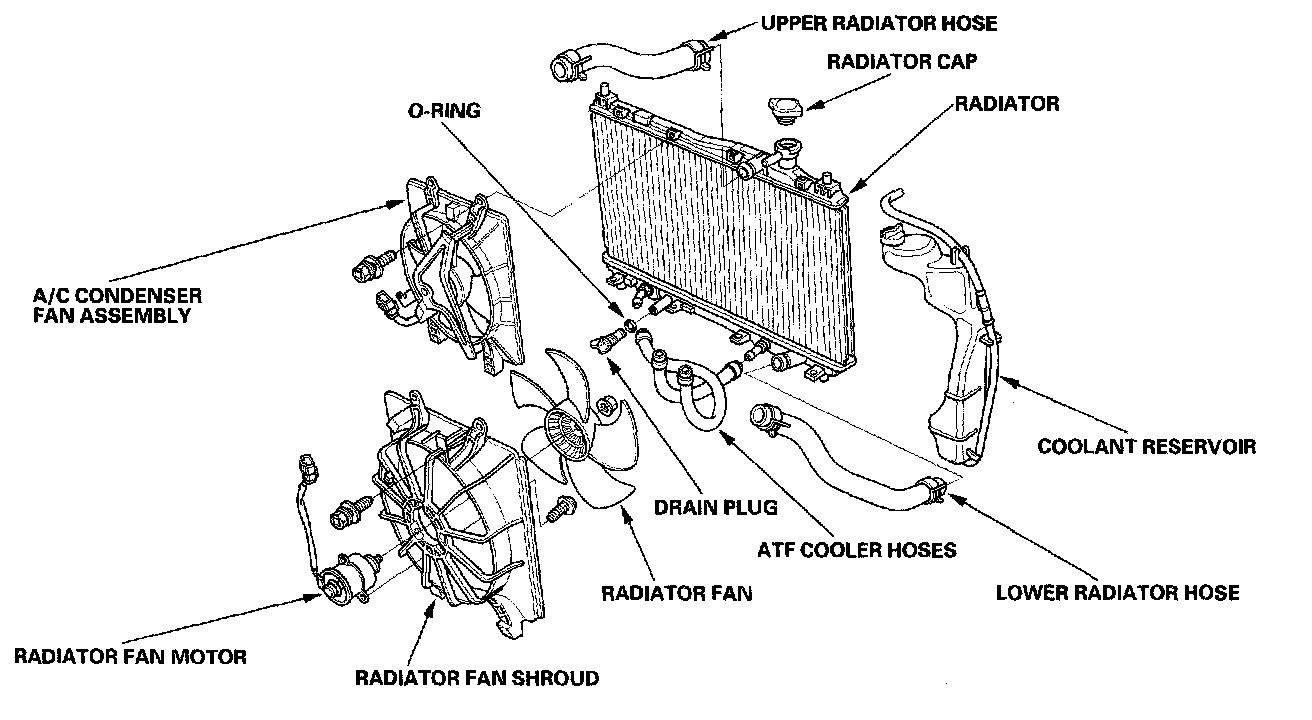 UPPER RADIATOR HOSE
RADIATOR CAP
RADIATOR
O-RING
A/C CONDENSER
FAN ASSEMBLY
COOLANT RESERVOIR
DRAIN PLUG
ATF COOLER HOSES
RADIATOR FAN
LOWER RADIATOR HOSE
RADIATOR FAN MOTOR
RADIATOR FAN SHROUD